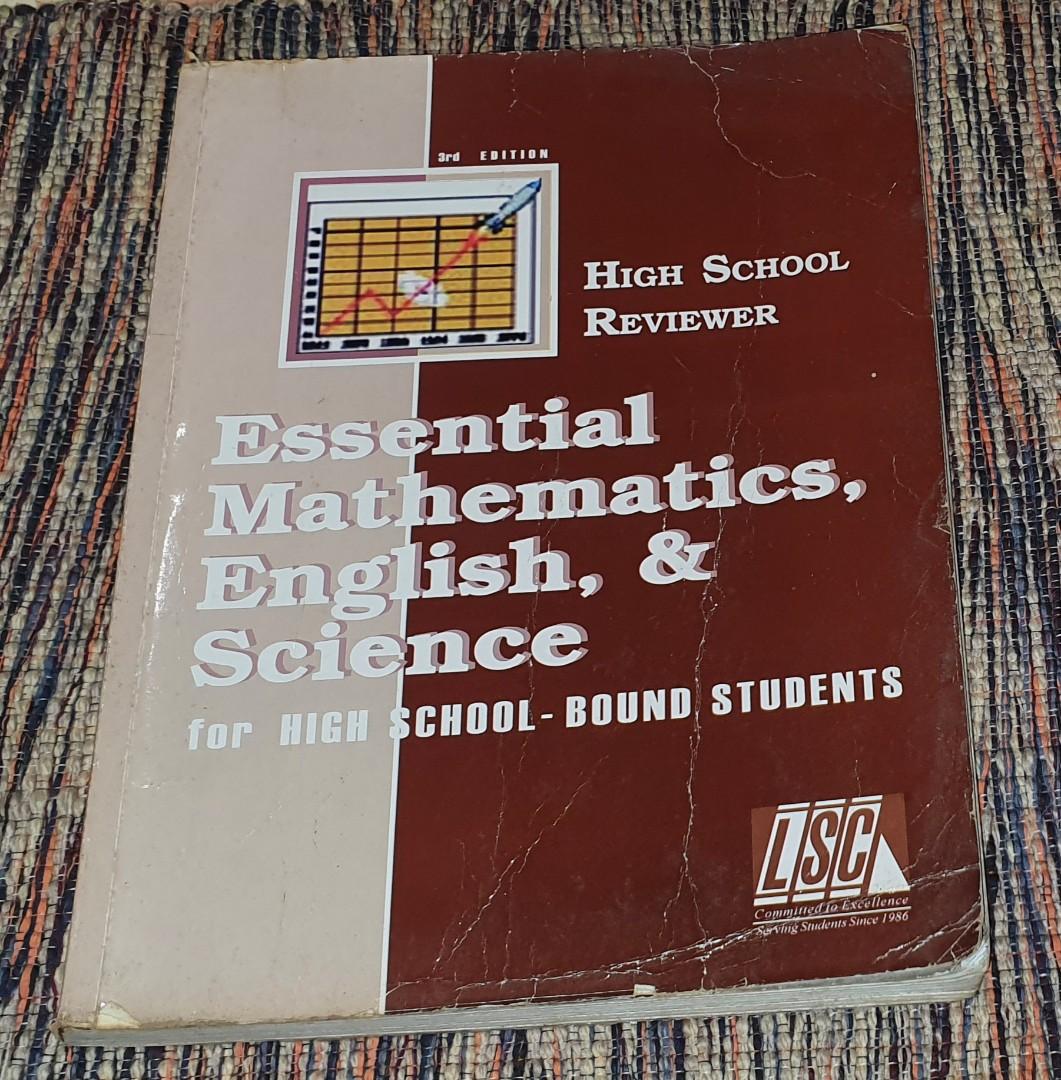 3rd EDITION
HIGH SCHOOL
REVIEWER
Essential
Mathematics,
English, &
Science
for HIGH SCHOOL-BOUND STUDENTS
LSC
Committed to Excellence
Serving Students Since 1986